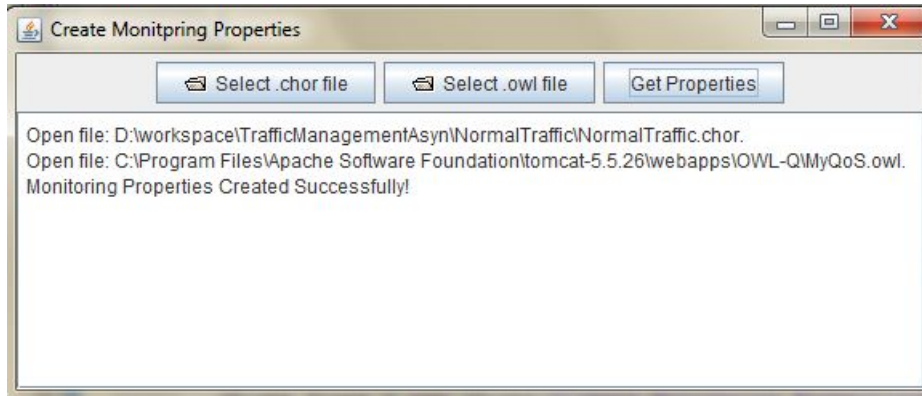 Create Monitpring Properties
Select .chor file Select .owl file Get Properties
Open file: D:\workspace\TrafficManagementAsyn\NormalTraffic\NormalTraffic.chor.
Open file: C:\Program Files\Apache Software Foundation\tomcat-5.5.26\webapps\OWL-Q\MyQoS.owl.
Monitoring Properties Created Successfully!